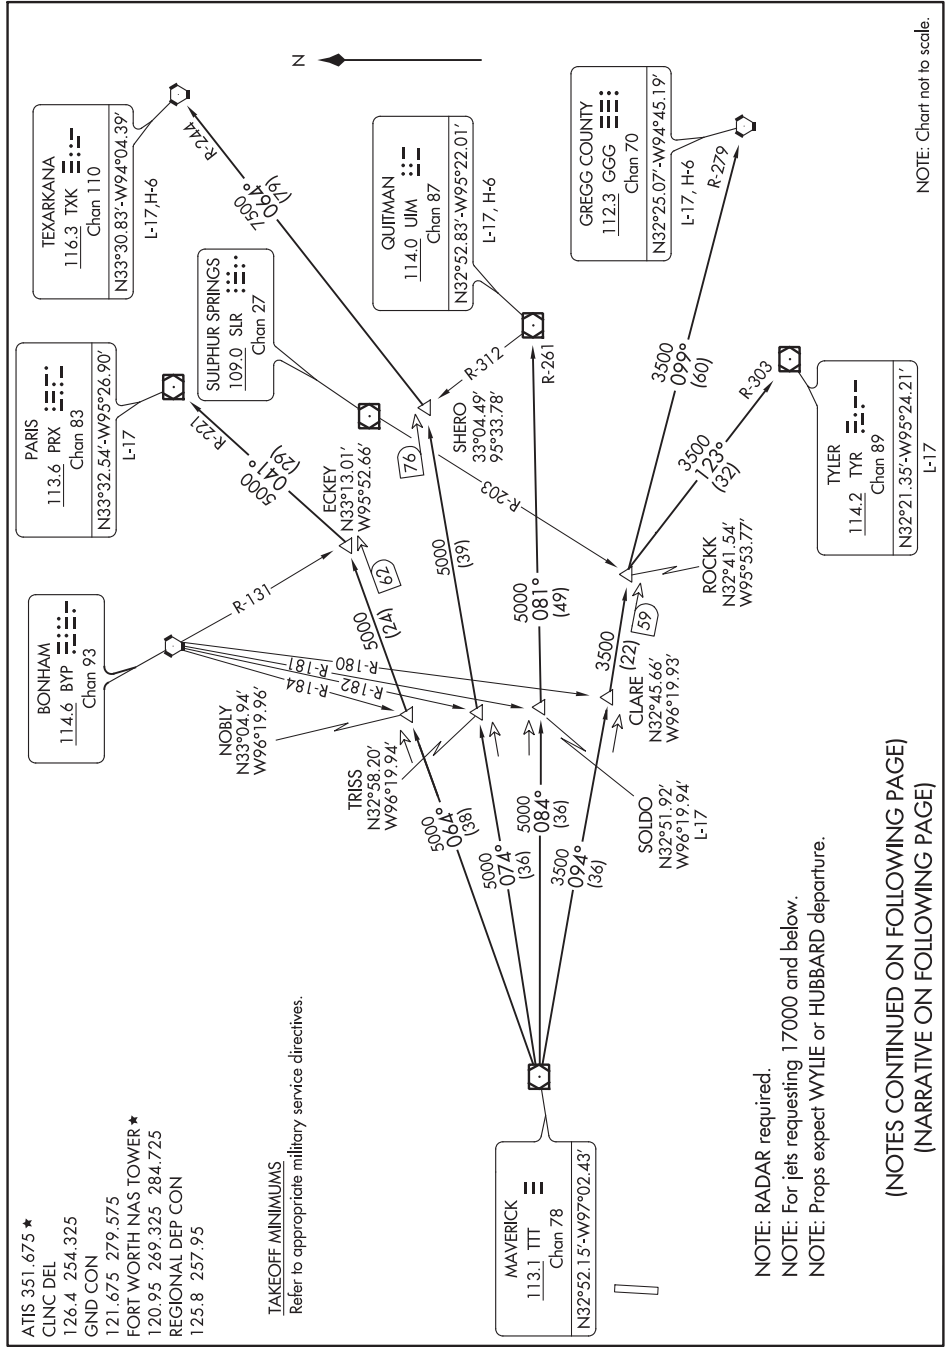 ATIS 351.675 ★
CLNC DEL
126.4 254.325
GND CON
121.675 279.575
FORT WORTH NAS TOWER ★
120.95 269.325 284.725
REGIONAL DEP CON
125.8 257.95
TAKEOFF MINIMUMS
Refer to appropriate military service directives.
BONHAM
114.6 BYP
Chan 93
PARIS
113.6 PRX
Chan 83
N33°32.54'-W95°26.90'
L-17
TEXARKANA
116.3 TXK
Chan 110
N33°30.83'-W94°04.39'
L-17,H-6
SULPHUR SPRINGS
109.0 SLR
Chan 27
QUITMAN
114.0 UIM
Chan 87
N32°52.83'-W95°22.01'
L-17, H-6
GREGG COUNTY
112.3 GGG
Chan 70
N32°25.07'-W94°45.19'
L-17, H-6
TYLER
114.2 TYR
Chan 89
N32°21.35'-W95°24.21'
L-17
MAVERICK
113.1 TTT
Chan 78
N32°52.15'-W97°02.43'
N
R-244
7500
064°
(79)
R-221
5000
041°
(29)
ECKEY
N33°13.01'
W95°52.66'
R-131
62
5000
(24)
R-184
R-181
R-182
R-180
NOBLY
N33°04.94'
W96°19.96'
TRISS
N32°58.20'
W96°19.94'
5000
064°
(38)
5000
074°
(36)
5000
084°
(36)
3500
094°
(36)
SOLDO
N32°51.92'
W96°19.94'
L-17
CLARE
N32°45.66'
W96°19.93'
3500
(22)
59
5000
(39)
76
SHERO
33°04.49'
95°33.78'
R-312
R-261
R-203
5000
081°
(49)
ROCKK
N32°41.54'
W95°53.77'
3500
099°
(60)
R-279
3500
123°
(32)
R-303
NOTE: RADAR required.
NOTE: For jets requesting 17000 and below.
NOTE: Props expect WYLIE or HUBBARD departure.
(NOTES CONTINUED ON FOLLOWING PAGE)
(NARRATIVE ON FOLLOWING PAGE)
NOTE: Chart not to scale.